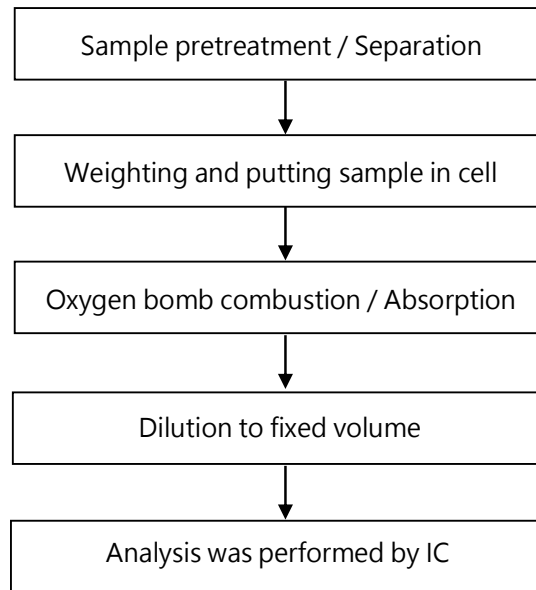 Sample pretreatment / Separation
Weighting and putting sample in cell
Oxygen bomb combustion / Absorption
Dilution to fixed volume
Analysis was performed by IC